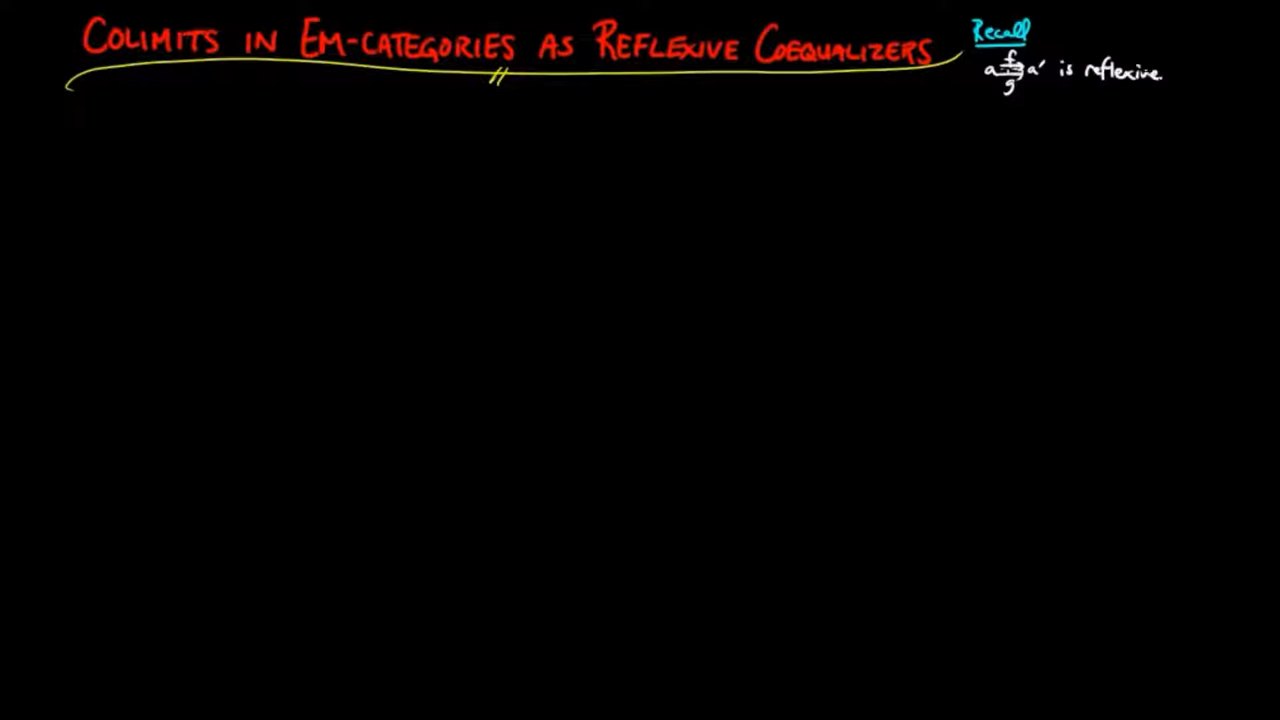 COLIMITS IN EM-CATEGORIES AS REFLEXIVE COEQUALIZERS
Recall
f
a ⇉ a' is reflexive.
g